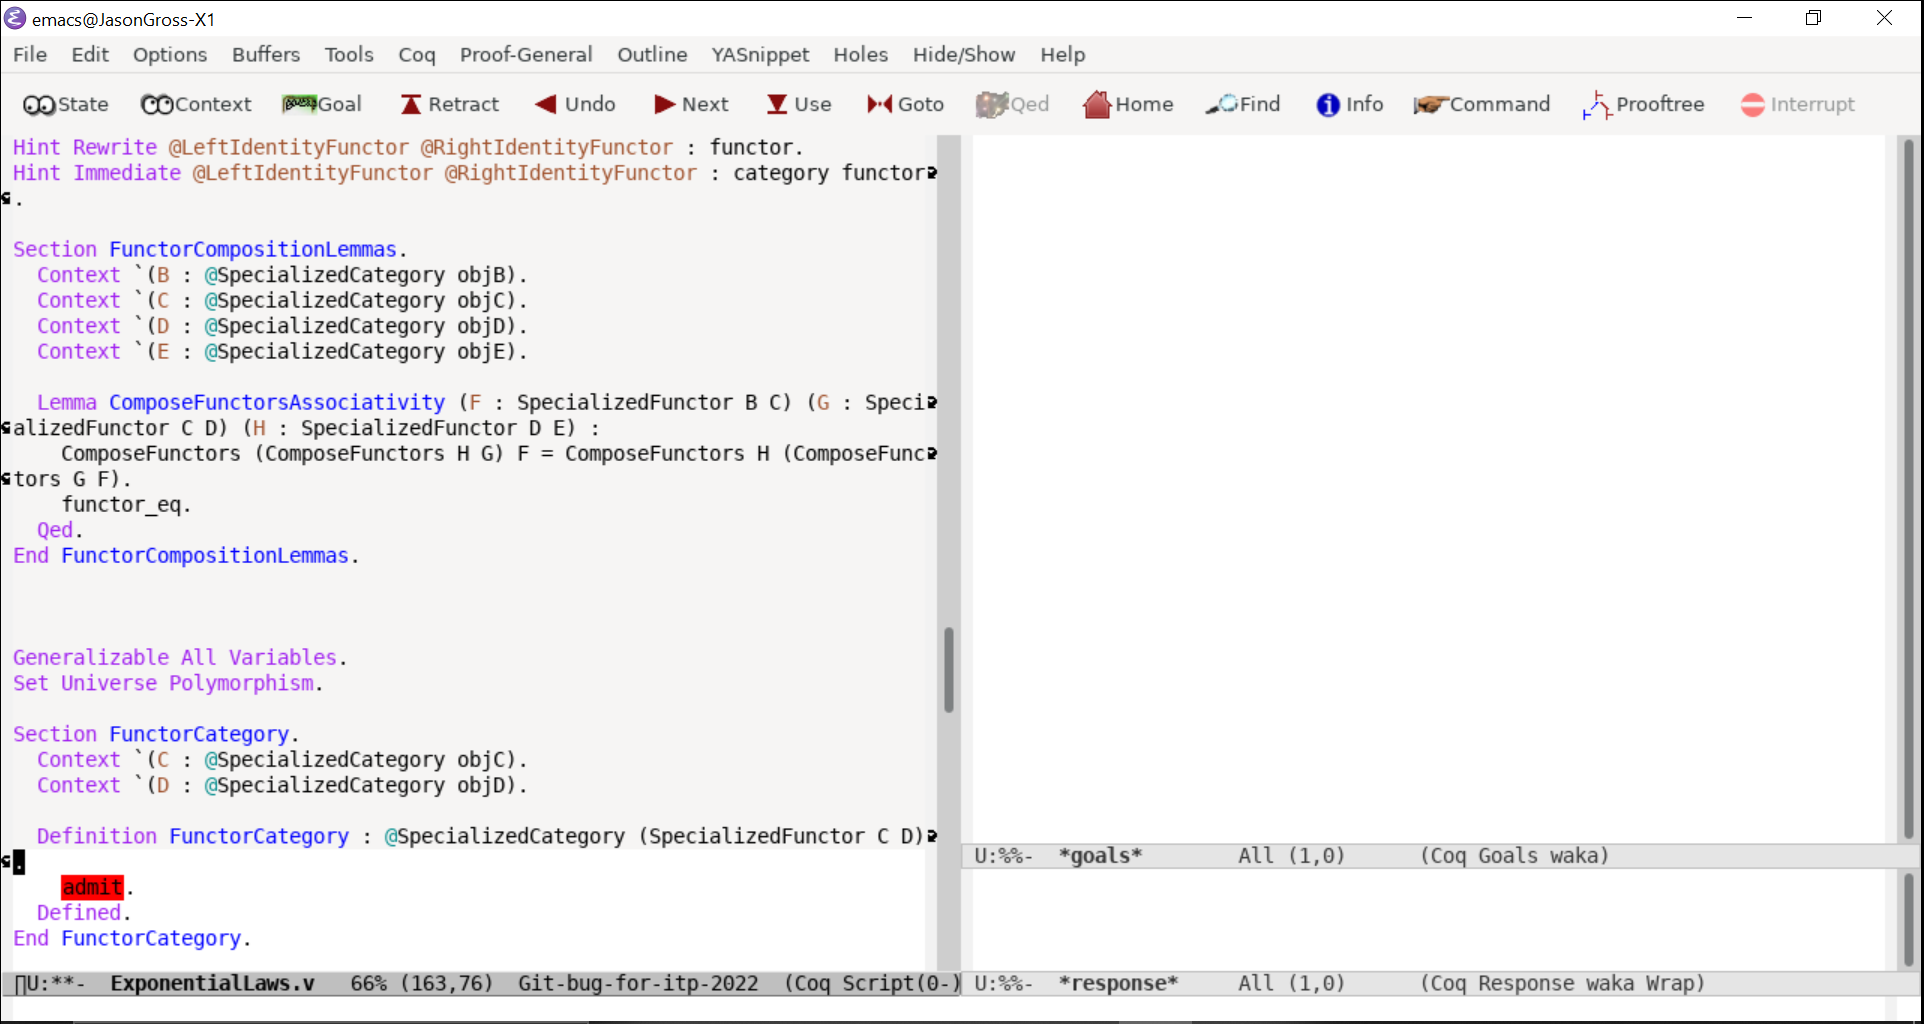 emacs@JasonGross-X1
File Edit Options Buffers Tools Coq Proof-General Outline YASnippet Holes Hide/Show Help
State Context Goal Retract Undo Next Use Goto Qed Home Find Info Command Prooftree Interrupt
Hint Rewrite @LeftIdentityFunctor @RightIdentityFunctor : functor.
Hint Immediate @LeftIdentityFunctor @RightIdentityFunctor : category functor
.
Section FunctorCompositionLemmas.
  Context `(B : @SpecializedCategory objB).
  Context `(C : @SpecializedCategory objC).
  Context `(D : @SpecializedCategory objD).
  Context `(E : @SpecializedCategory objE).
  Lemma ComposeFunctorsAssociativity (F : SpecializedFunctor B C) (G : Speci
alizedFunctor C D) (H : SpecializedFunctor D E) :
    ComposeFunctors (ComposeFunctors H G) F = ComposeFunctors H (ComposeFunc
tors G F).
    functor_eq.
  Qed.
End FunctorCompositionLemmas.
Generalizable All Variables.
Set Universe Polymorphism.
Section FunctorCategory.
  Context `(C : @SpecializedCategory objC).
  Context `(D : @SpecializedCategory objD).
  Definition FunctorCategory : @SpecializedCategory (SpecializedFunctor C D)
.
    admit.
  Defined.
End FunctorCategory.
U:**-  ExponentialLaws.v   66% (163,76)  Git-bug-for-itp-2022  (Coq Script(0-)
U:%%-  *goals*        All (1,0)      (Coq Goals waka)
U:%%-  *response*     All (1,0)      (Coq Response waka Wrap)